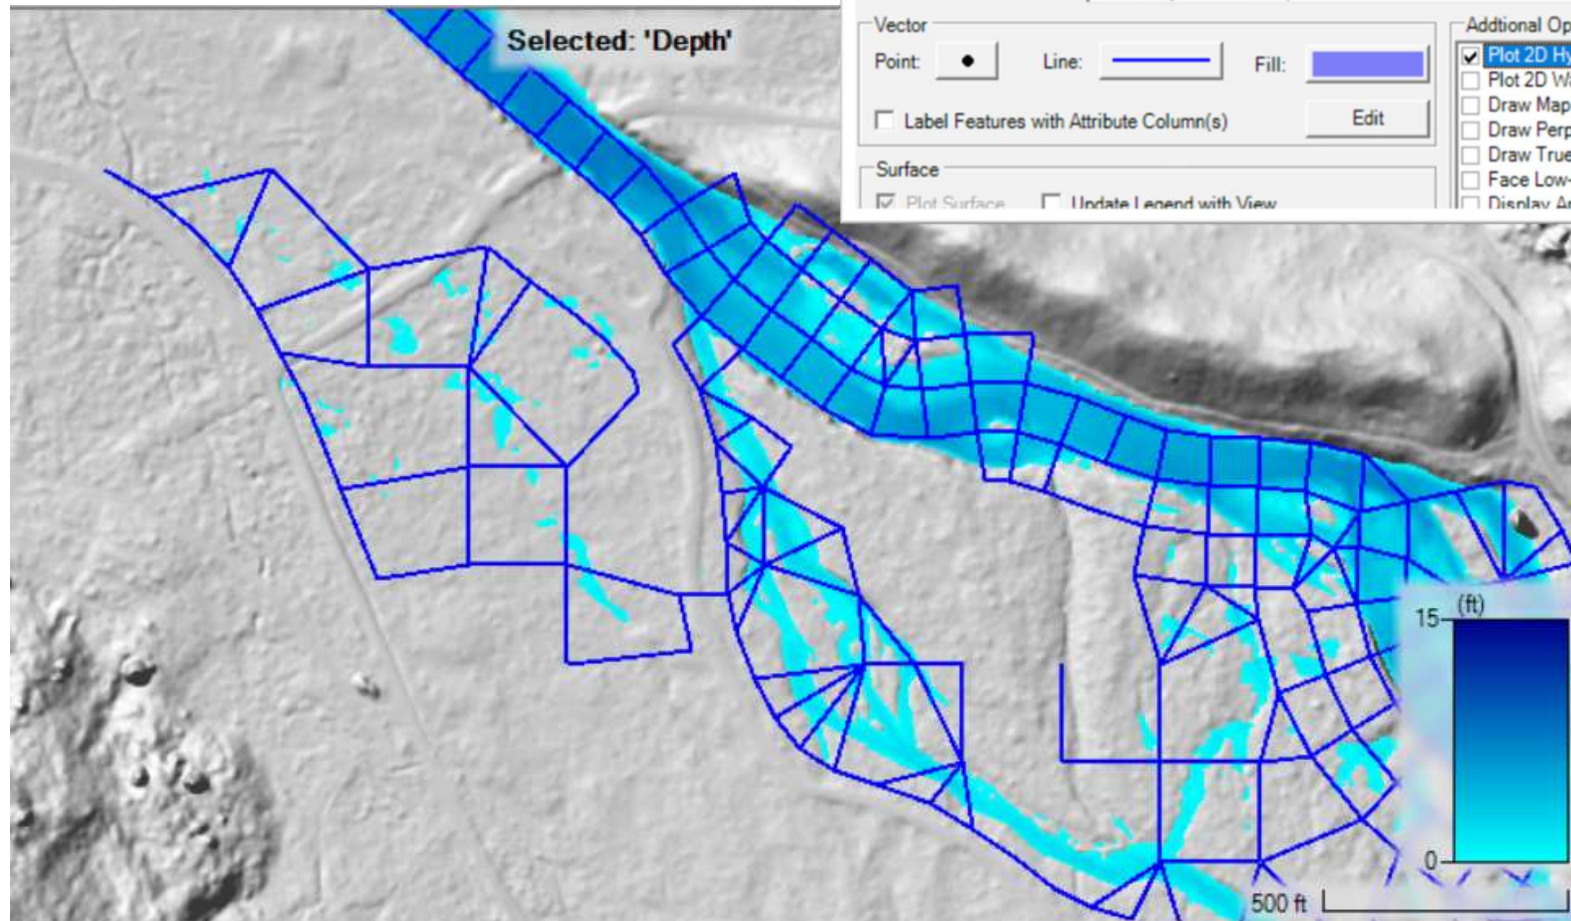 Selected: 'Depth'
Vector
Point:
Line:
Fill:
Label Features with Attribute Column(s)
Edit
Surface
Plot Surface
Update Legend with View
Addtional Op
Plot 2D Hy
Plot 2D Wa
Draw Map
Draw Perp
Draw True
Face Low-
Display Ar
(ft)
15
0
500 ft